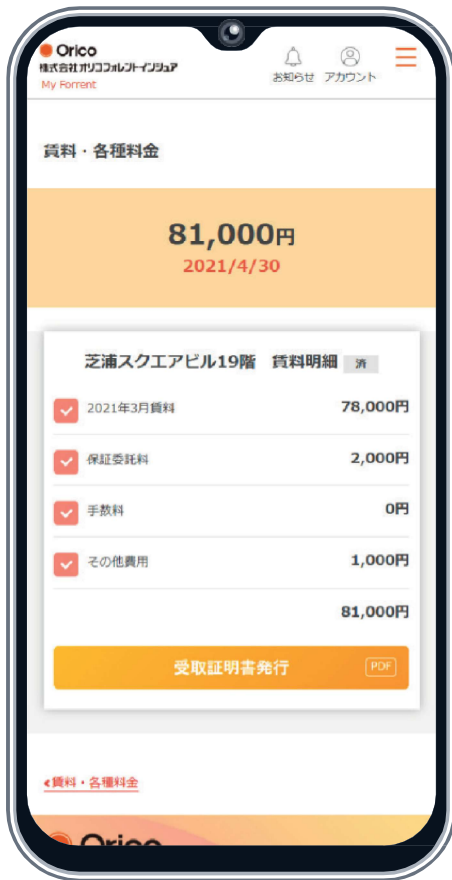 Orico
株式会社オリコフォレントインシュア
My Forrent
お知らせ アカウント
賃料・各種料金
81,000円
2021/4/30
芝浦スクエアビル19階 賃料明細 済
2021年3月賃料 78,000円
保証委託料 2,000円
手数料 0円
その他費用 1,000円
81,000円
受取証明書発行 PDF
<賃料・各種料金
Orico